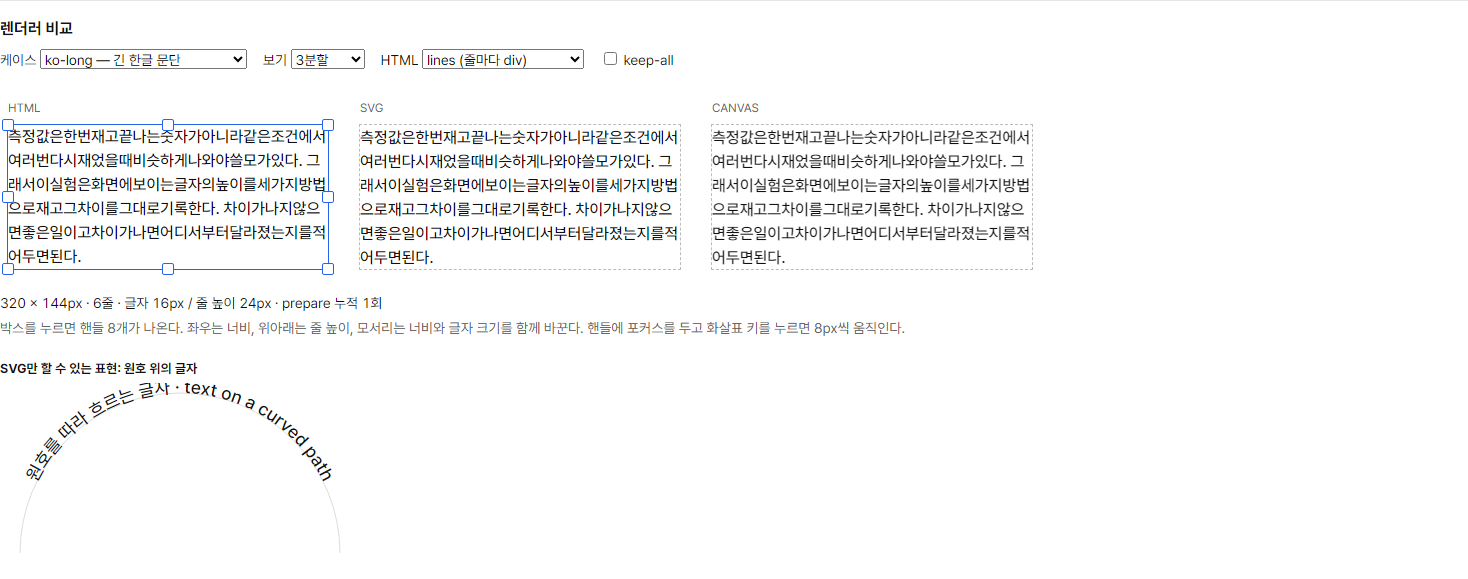 렌더러 비교
케이스 ko-long — 긴 한글 문단 보기 3분할 HTML lines (줄마다 div) keep-all
HTML
측정값은한번재고끝나는숫자가아니라같은조건에서
여러번다시재었을때비슷하게나와야쓸모가있다. 그
래서이실험은화면에보이는글자의높이를세가지방법
으로재고그차이를그대로기록한다. 차이가나지않으
면좋은일이고차이가나면어디서부터달라졌는지를적
어두면된다.
SVG
측정값은한번재고끝나는숫자가아니라같은조건에서
여러번다시재었을때비슷하게나와야쓸모가있다. 그
래서이실험은화면에보이는글자의높이를세가지방법
으로재고그차이를그대로기록한다. 차이가나지않으
면좋은일이고차이가나면어디서부터달라졌는지를적
어두면된다.
CANVAS
측정값은한번재고끝나는숫자가아니라같은조건에서
여러번다시재었을때비슷하게나와야쓸모가있다. 그
래서이실험은화면에보이는글자의높이를세가지방법
으로재고그차이를그대로기록한다. 차이가나지않으
면좋은일이고차이가나면어디서부터달라졌는지를적
어두면된다.
320 × 144px · 6줄 · 글자 16px / 줄 높이 24px · prepare 누적 1회
박스를 누르면 핸들 8개가 나온다. 좌우는 너비, 위아래는 줄 높이, 모서리는 너비와 글자 크기를 함께 바꾼다. 핸들에 포커스를 두고 화살표 키를 누르면 8px씩 움직인다.
SVG만 할 수 있는 표현: 원호 위의 글자
원호를 따라 흐르는 글자 · text on a curved path